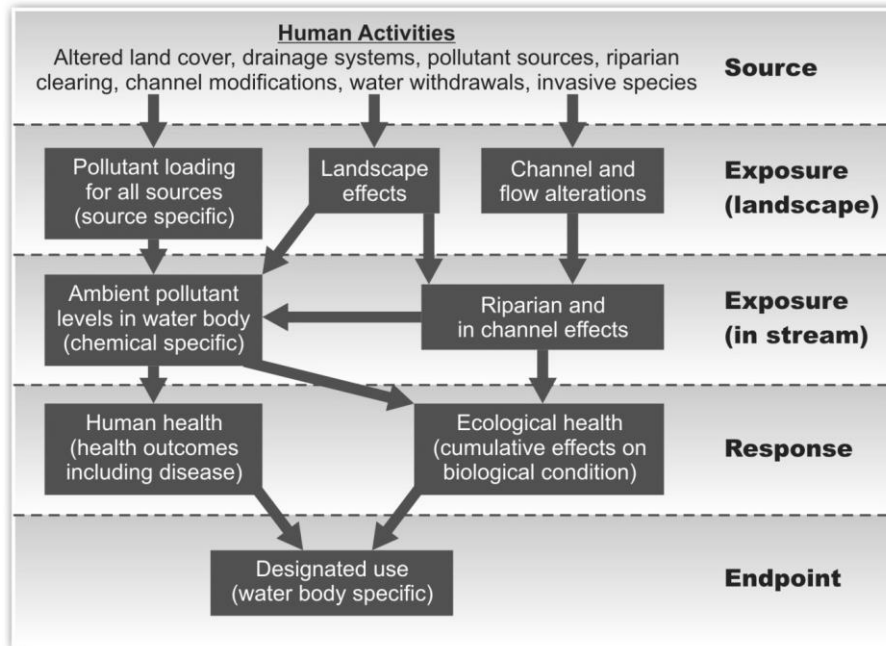 Human Activities
Altered land cover, drainage systems, pollutant sources, riparian
clearing, channel modifications, water withdrawals, invasive species
Source
Pollutant loading
for all sources
(source specific)
Landscape
effects
Channel and
flow alterations
Exposure
(landscape)
Ambient pollutant
levels in water body
(chemical specific)
Riparian and
in channel effects
Exposure
(in stream)
Human health
(health outcomes
including disease)
Ecological health
(cumulative effects on
biological condition)
Response
Designated use
(water body specific)
Endpoint